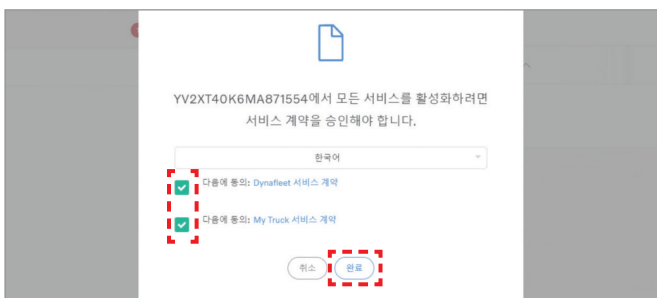 YV2XT40K6MA871554에서 모든 서비스를 활성화하려면
서비스 계약을 승인해야 합니다.
한국어
다음에 동의: Dynafleet 서비스 계약
다음에 동의: My Truck 서비스 계약
취소
완료